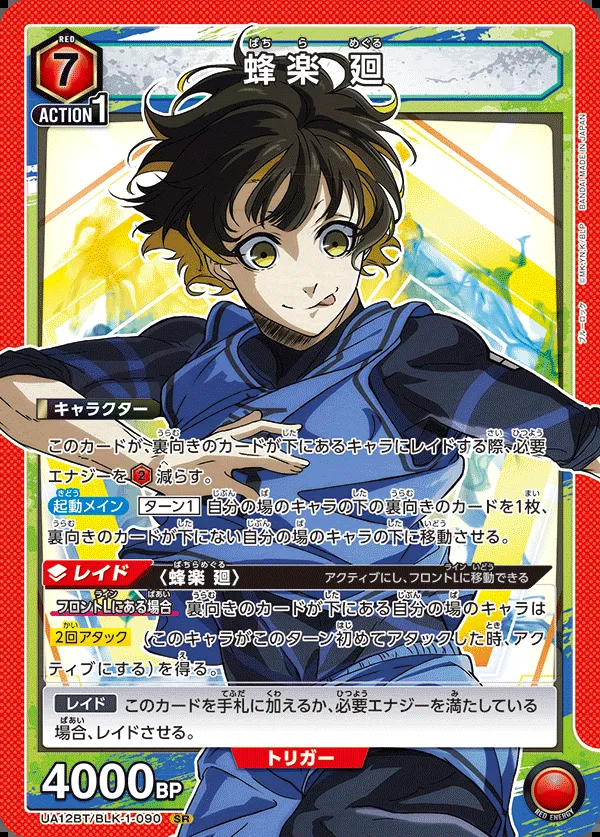 RED
7
ACTION 1
ばちら めぐる
蜂楽 廻
©MK,YN,K/BLP BANDAI MADE IN JAPAN
ブルーロック
キャラクター
このカードが、裏向きのカードが下にあるキャラにレイドする際、必要
エナジーを2減らす。
起動メイン ターン1 自分の場のキャラの下の裏向きのカードを1枚、
裏向きのカードが下にない自分の場のキャラの下に移動させる。
レイド 〈蜂楽 廻〉 アクティブにし、フロントLに移動できる
フロントLにある場合 裏向きのカードが下にある自分の場のキャラは
2回アタック (このキャラがこのターン初めてアタックした時、アク
ティブにする)を得る。
レイド このカードを手札に加えるか、必要エナジーを満たしている
場合、レイドさせる。
トリガー
4000BP
UA12BT/BLK-1-090 SR
RED ENERGY